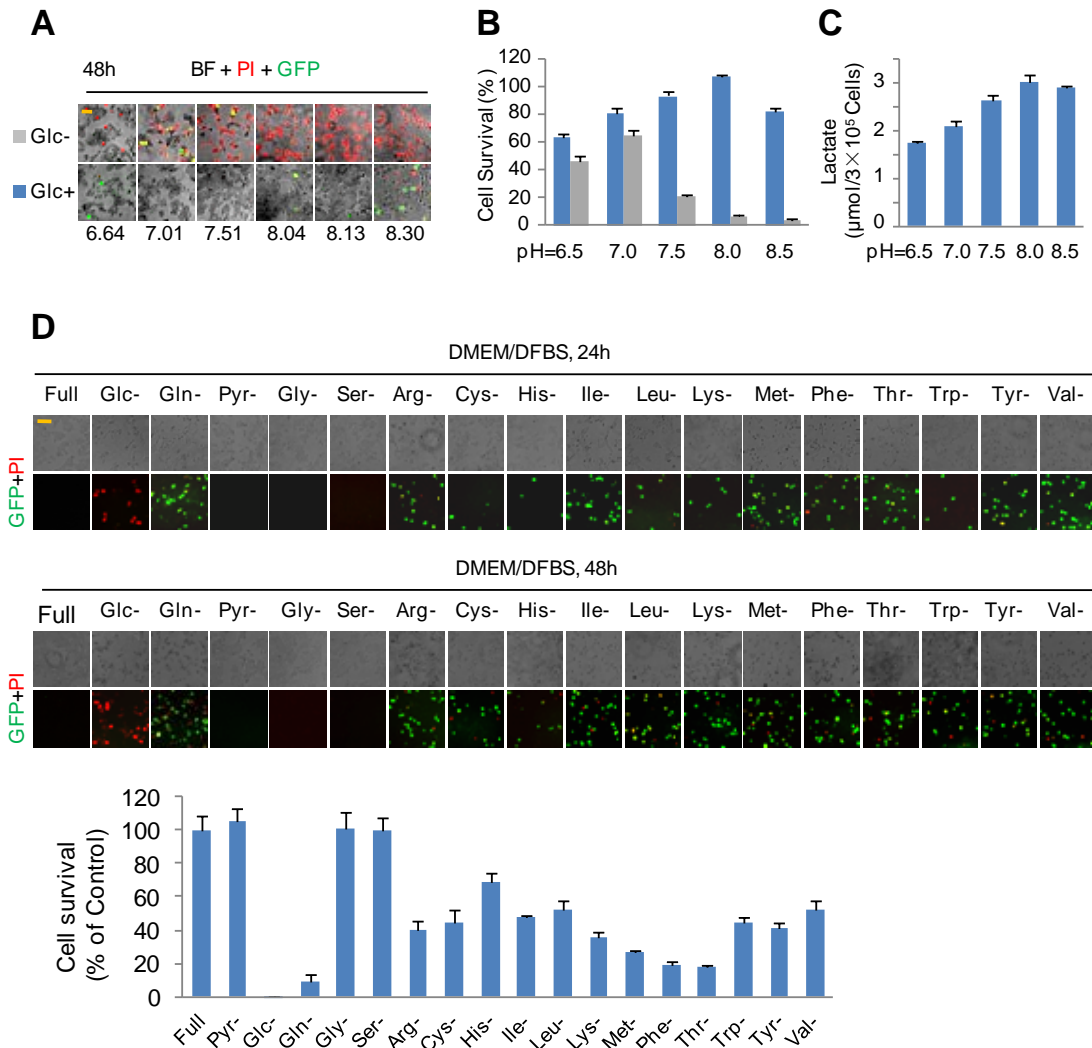 A
48h BF + PI + GFP
Glc-
Glc+
6.64 7.01 7.51 8.04 8.13 8.30
B
Cell Survival (%)
120
100
80
60
40
20
0
pH=6.5 7.0 7.5 8.0 8.5
C
Lactate
(µmol/3×10⁵ Cells)
3
2
2
1
1
0
pH=6.5 7.0 7.5 8.0 8.5
D
DMEM/DFBS, 24h
Full Glc- Gln- Pyr- Gly- Ser- Arg- Cys- His- Ile- Leu- Lys- Met- Phe- Thr- Trp- Tyr- Val-
GFP+PI
DMEM/DFBS, 48h
Full Glc- Gln- Pyr- Gly- Ser- Arg- Cys- His- Ile- Leu- Lys- Met- Phe- Thr- Trp- Tyr- Val-
GFP+PI
Cell survival
(% of Control)
120
100
80
60
40
20
0
Full Pyr- Glc- Gln- Gly- Ser- Arg- Cys- His- Ile- Leu- Lys- Met- Phe- Thr- Trp- Tyr- Val-